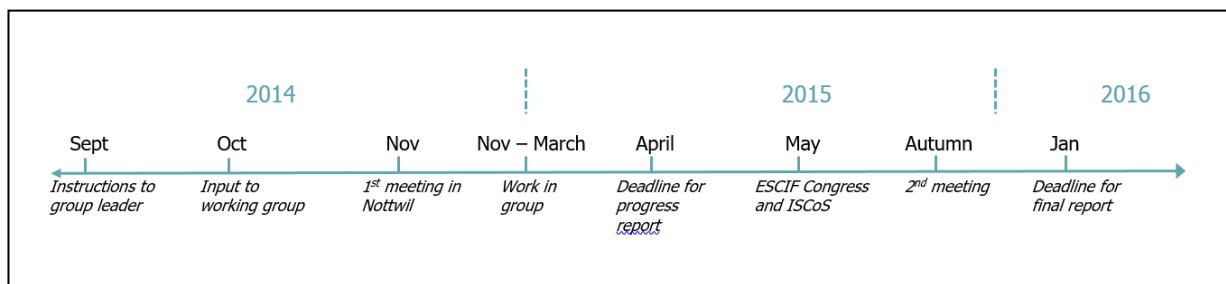 2014
2015
2016
Sept
Oct
Nov
Nov – March
April
May
Autumn
Jan
Instructions to
group leader
Input to
working group
1st meeting in
Nottwil
Work in
group
Deadline for
progress
report
ESCIF Congress
and ISCoS
2nd meeting
Deadline for
final report